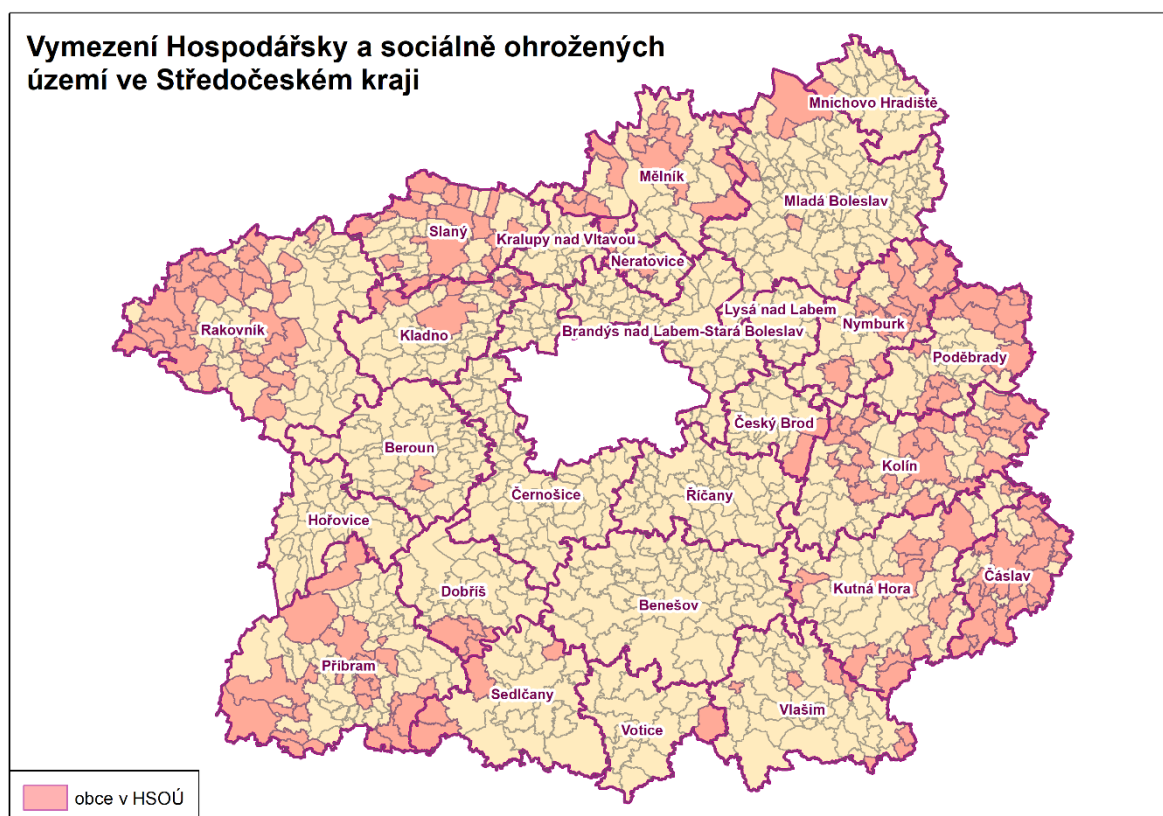 Vymezení Hospodářsky a sociálně ohrožených
území ve Středočeském kraji
Mnichovo Hradiště
Mělník
Mladá Boleslav
Slaný
Kralupy nad Vltavou
Neratovice
Rakovník
Kladno
Lysá nad Labem
Brandýs nad Labem-Stará Boleslav
Nymburk
Poděbrady
Český Brod
Beroun
Kolín
Černošice
Říčany
Hořovice
Dobříš
Benešov
Kutná Hora
Čáslav
Příbram
Sedlčany
Votice
Vlašim
obce v HSOÚ